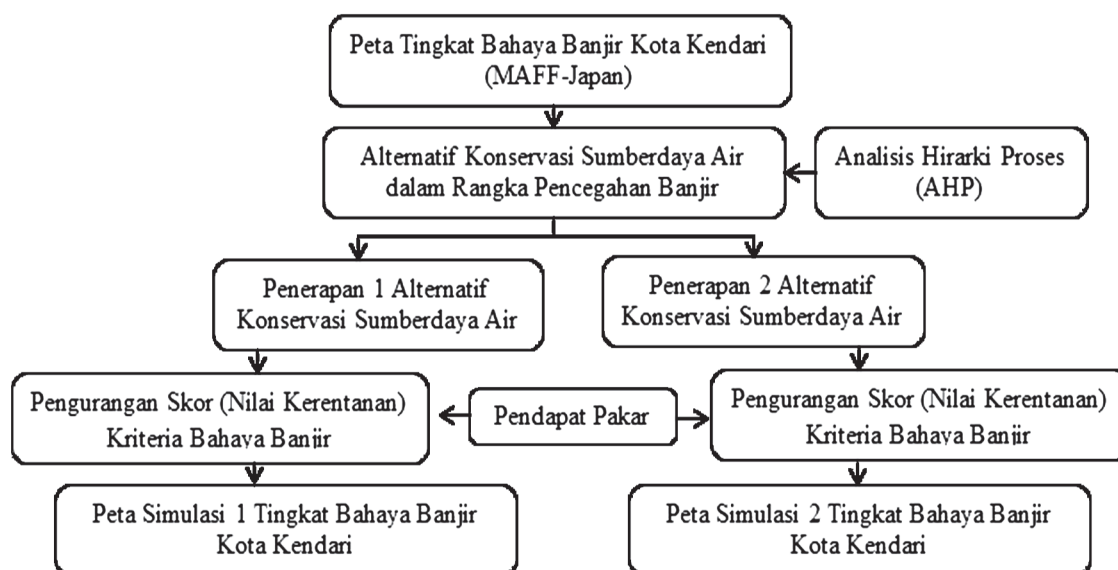 Peta Tingkat Bahaya Banjir Kota Kendari
(MAFF-Japan)
Alternatif Konservasi Sumberdaya Air
dalam Rangka Pencegahan Banjir
Analisis Hirarki Proses
(AHP)
Penerapan 1 Alternatif
Konservasi Sumberdaya Air
Penerapan 2 Alternatif
Konservasi Sumberdaya Air
Pengurangan Skor (Nilai Kerentanan)
Kriteria Bahaya Banjir
Pendapat Pakar
Pengurangan Skor (Nilai Kerentanan)
Kriteria Bahaya Banjir
Peta Simulasi 1 Tingkat Bahaya Banjir
Kota Kendari
Peta Simulasi 2 Tingkat Bahaya Banjir
Kota Kendari